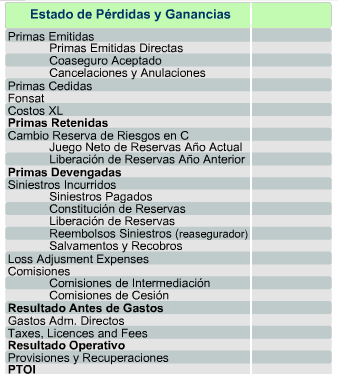 Estado de Pérdidas y Ganancias
Primas Emitidas
Primas Emitidas Directas
Coaseguro Aceptado
Cancelaciones y Anulaciones
Primas Cedidas
Fonsat
Costos XL
Primas Retenidas
Cambio Reserva de Riesgos en C
Juego Neto de Reservas Año Actual
Liberación de Reservas Año Anterior
Primas Devengadas
Siniestros Incurridos
Siniestros Pagados
Constitución de Reservas
Liberación de Reservas
Reembolsos Siniestros (reasegurador)
Salvamentos y Recobros
Loss Adjusment Expenses
Comisiones
Comisiones de Intermediación
Comisiones de Cesión
Resultado Antes de Gastos
Gastos Adm. Directos
Taxes, Licences and Fees
Resultado Operativo
Provisiones y Recuperaciones
PTOI